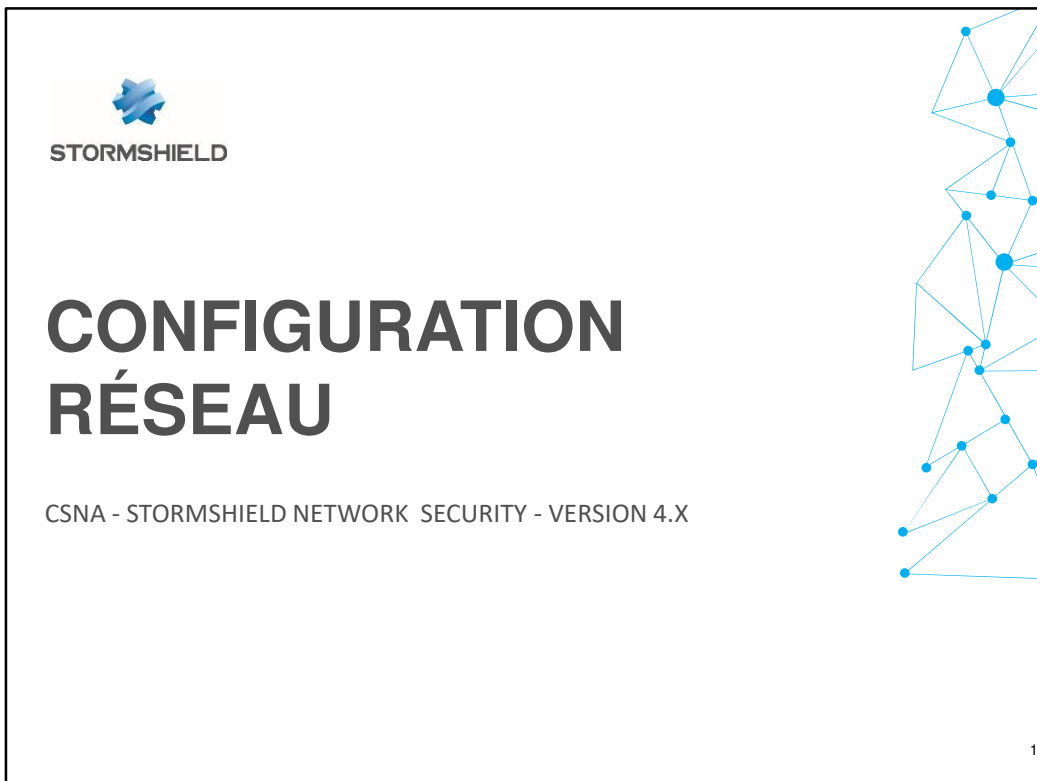 STORMSHIELD
CONFIGURATION
RÉSEAU
CSNA - STORMSHIELD NETWORK SECURITY - VERSION 4.X
1